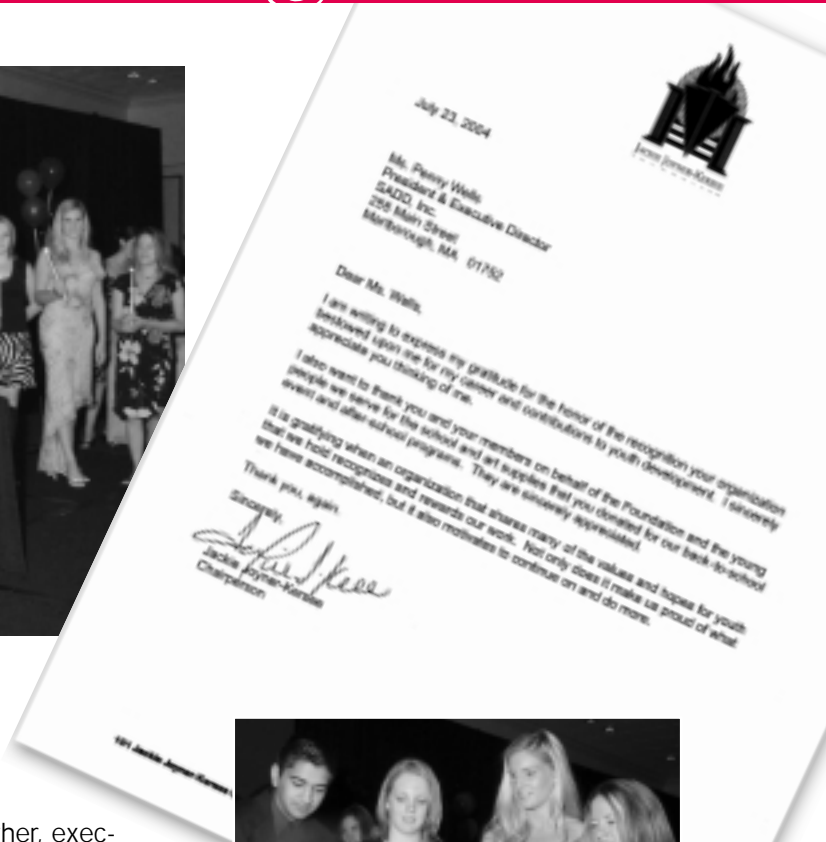 July 23, 2004
Ms. Penny Wells
President & Executive Director
SADD, Inc.
255 Main Street
Marlborough, MA 01752
Dear Ms. Wells,
I am writing to express my gratitude for the honor of the recognition your organization
bestowed upon me for my career and contributions to youth development. I sincerely
appreciate you thinking of me.
I also want to thank you and your members on behalf of the Foundation and the young
people we serve for the school and art supplies that you donated for our back-to-school
event and after-school programs. They are sincerely appreciated.
It is gratifying when an organization that shares many of the values and hopes for youth
that we hold recognizes and rewards our work. Not only does it make us proud of what
we have accomplished, but it also motivates to continue on and do more.
Thank you, again.
Sincerely,
Jackie Joyner-Kersee
Chairperson
Jackie Joyner-Kersee
FOUNDATION
Jackie Joyner Kersee
her, exec-